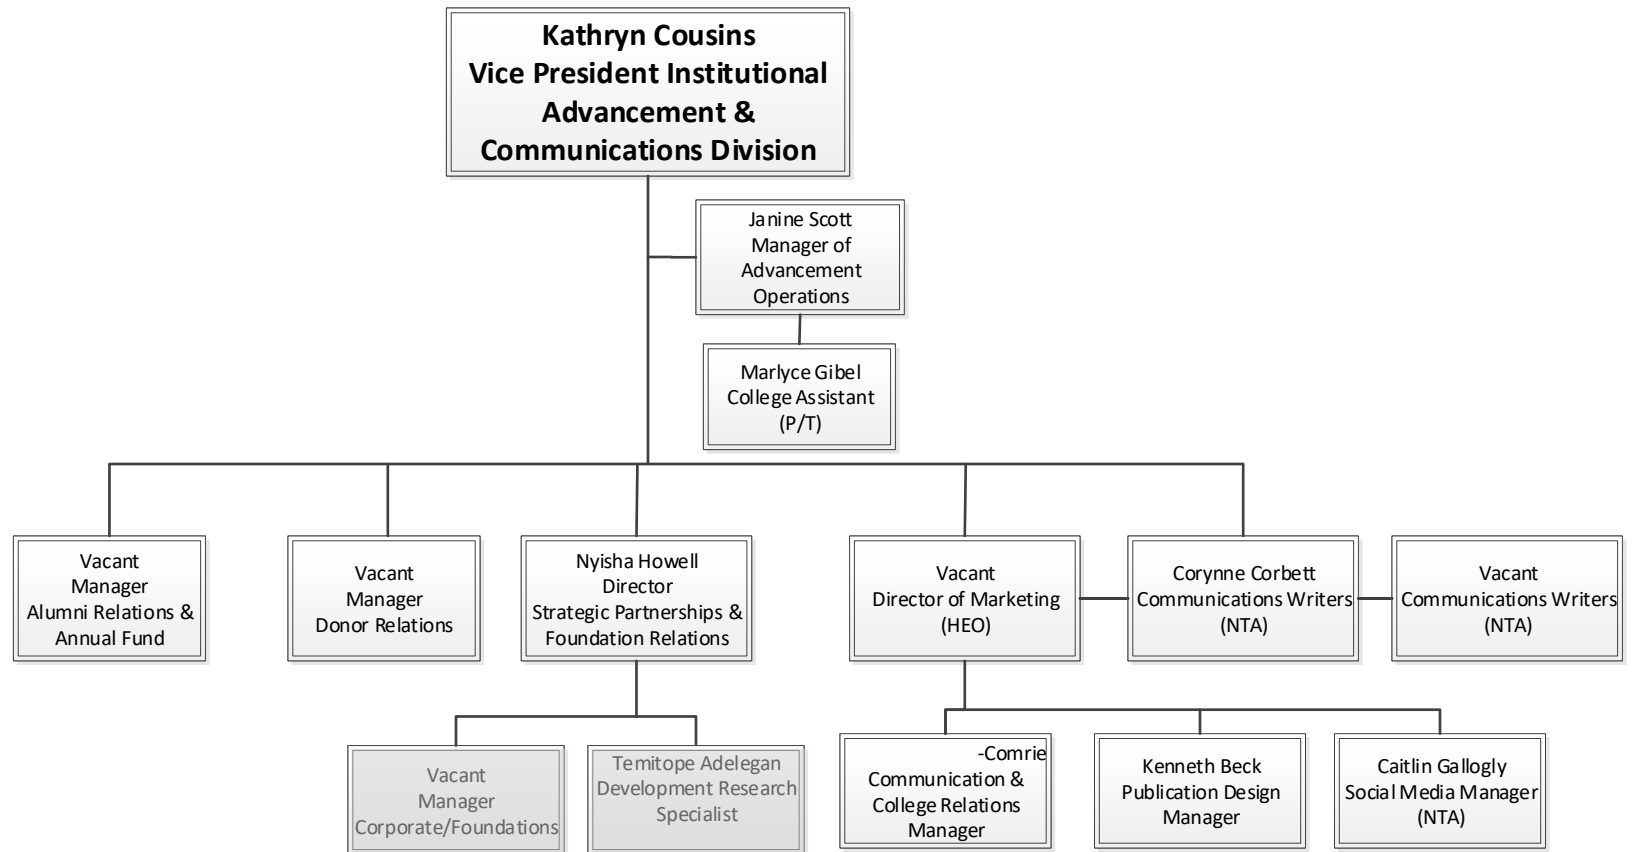 Kathryn Cousins
Vice President Institutional
Advancement &
Communications Division
Janine Scott
Manager of
Advancement
Operations
Marlyce Gibel
College Assistant
(P/T)
Vacant
Manager
Alumni Relations &
Annual Fund
Vacant
Manager
Donor Relations
Nyisha Howell
Director
Strategic Partnerships &
Foundation Relations
Vacant
Director of Marketing
(HEO)
Corynne Corbett
Communications Writers
(NTA)
Vacant
Communications Writers
(NTA)
Vacant
Manager
Corporate/Foundations
Temitope Adelegan
Development Research
Specialist
-Comrie
Communication &
College Relations
Manager
Kenneth Beck
Publication Design
Manager
Caitlin Gallogly
Social Media Manager
(NTA)